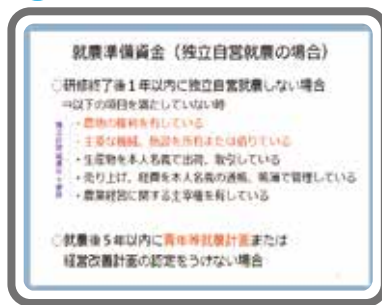 就農準備資金（独立自営就農の場合）
○研修終了後１年以内に独立自営就農しない場合
⇒以下の項目を満たしていない時
・農地の権利を有している
・主要な機械、施設を所有または借りている
・生産物を本人名義で出荷、取引している
・売り上げ、経費を本人名義の通帳、帳簿で管理している
・農業経営に関する主宰権を有している
○就農後５年以内に青年等就農計画または
経営改善計画の認定をうけない場合